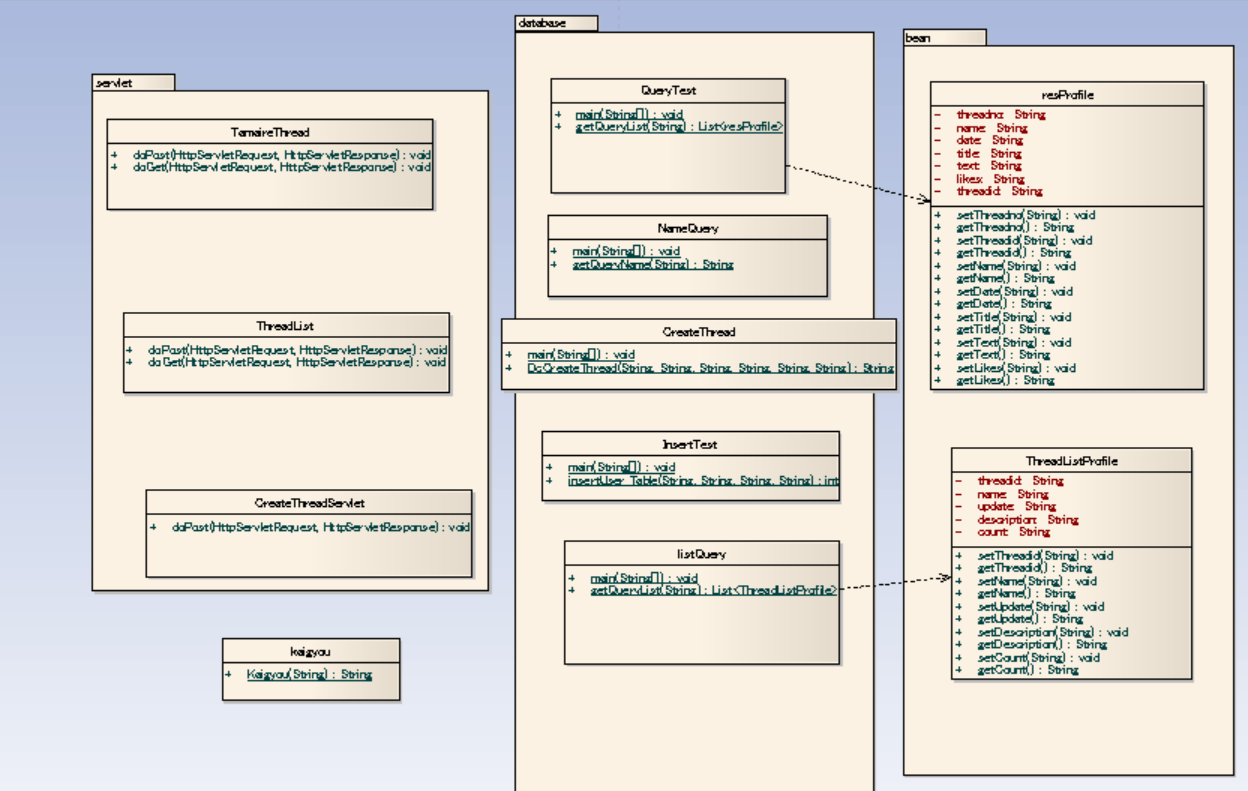 servlet
TamaireThread
+ doPost(HttpServletRequest, HttpServletResponse) : void
+ doGet(HttpServletRequest, HttpServletResponse) : void
ThreadList
+ doPost(HttpServletRequest, HttpServletResponse) : void
+ doGet(HttpServletRequest, HttpServletResponse) : void
CreateThreadServlet
+ doPost(HttpServletRequest, HttpServletResponse) : void
kaigyou
+ Kaigyou(String) : String
database
QueryTest
+ main(String[]) : void
+ getQueryList(String) : List<resProfile>
NameQuery
+ main(String[]) : void
+ getQueryName(String) : String
CreateThread
+ main(String[]) : void
+ DoCreateThread(String, String, String, String, String, String) : String
InsertTest
+ main(String[]) : void
+ insertUser_Table(String, String, String, String) : int
listQuery
+ main(String[]) : void
+ getQueryList(String) : List<ThreadListProfile>
bean
resProfile
- threadno: String
- name: String
- date: String
- title: String
- text: String
- likes: String
- threadid: String
+ setThreadno(String) : void
+ getThreadno() : String
+ setThreadid(String) : void
+ getThreadid() : String
+ setName(String) : void
+ getName() : String
+ setDate(String) : void
+ getDate() : String
+ setTitle(String) : void
+ getTitle() : String
+ setText(String) : void
+ getText() : String
+ setLikes(String) : void
+ getLikes() : String
ThreadListProfile
- threadid: String
- name: String
- update: String
- description: String
- count: String
+ setThreadid(String) : void
+ getThreadid() : String
+ setName(String) : void
+ getName() : String
+ setUpdate(String) : void
+ getUpdate() : String
+ setDescription(String) : void
+ getDescription() : String
+ setCount(String) : void
+ getCount() : String